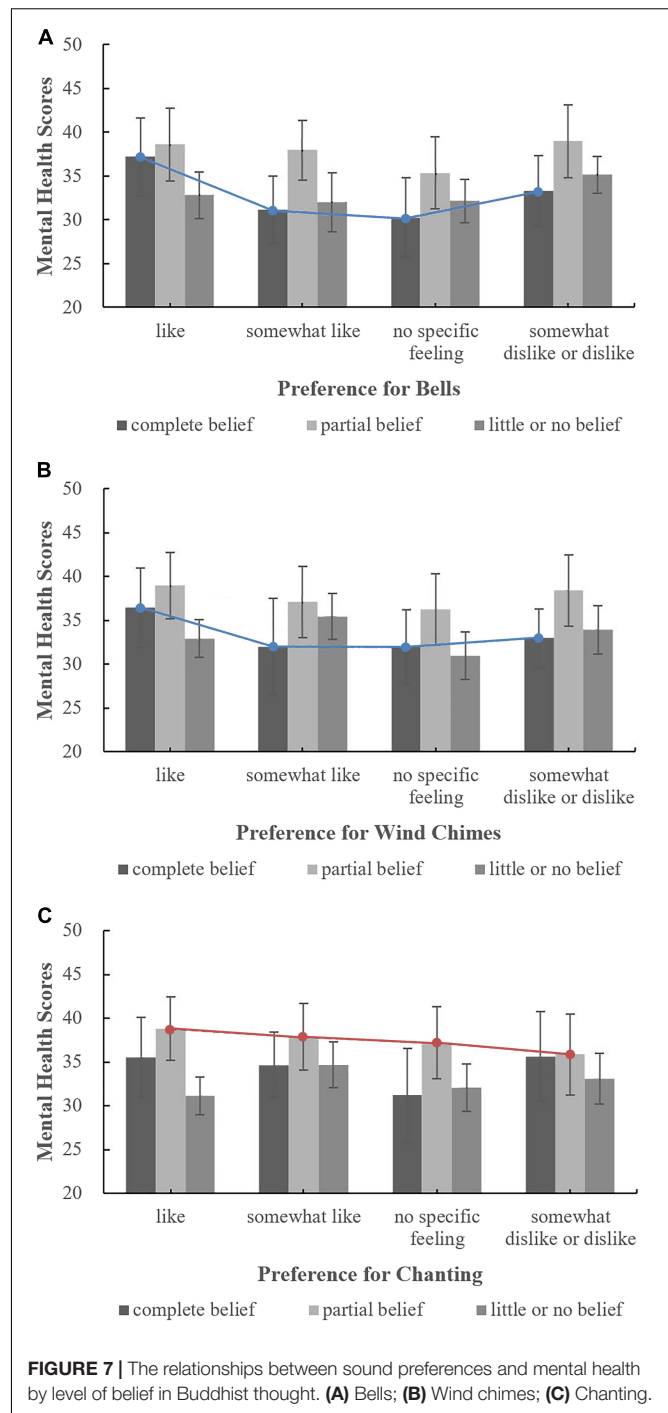 A
50
45
40
35
30
25
20
Mental Health Scores
like
somewhat like
no specific
feeling
somewhat
dislike or dislike
Preference for Bells
complete belief
partial belief
little or no belief
B
50
45
40
35
30
25
20
Mental Health Scores
like
somewhat like
no specific
feeling
somewhat
dislike or dislike
Preference for Wind Chimes
complete belief
partial belief
little or no belief
C
50
45
40
35
30
25
20
Mental Health Scores
like
somewhat like
no specific
feeling
somewhat
dislike or dislike
Preference for Chanting
complete belief
partial belief
little or no belief
FIGURE 7 | The relationships between sound preferences and mental health
by level of belief in Buddhist thought. (A) Bells; (B) Wind chimes; (C) Chanting.